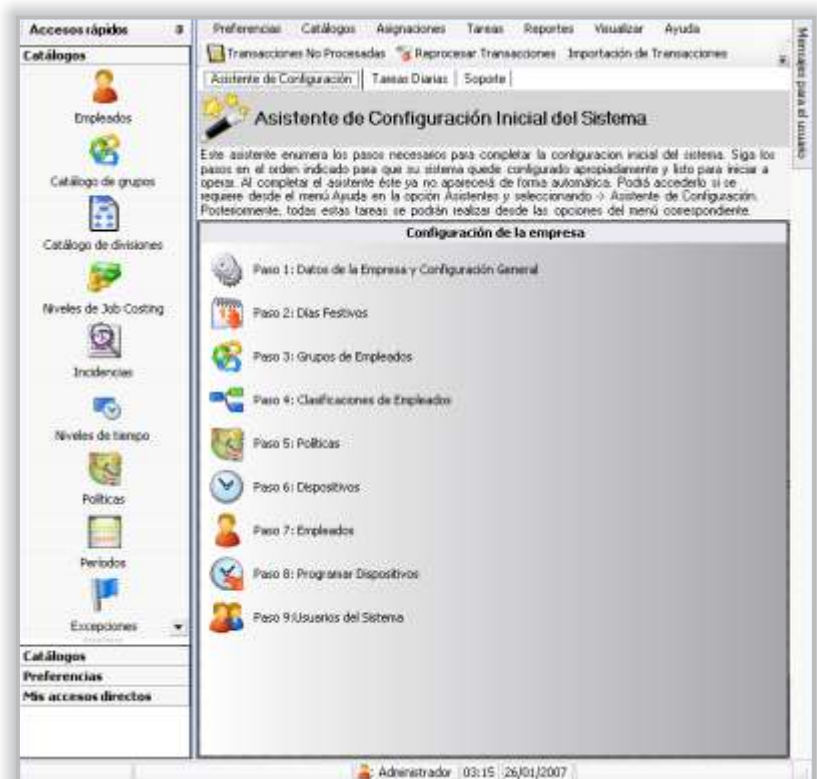 Accesos rápidos
Catálogos
Empleados
Catálogo de grupos
Catálogo de divisiones
Niveles de Job Costing
Incidencias
Niveles de tiempo
Políticas
Períodos
Excepciones
Catálogos
Preferencias
Mis accesos directos
Preferencias Catálogos Asignaciones Tareas Reportes Visualizar Ayuda
Transacciones No Procesadas Reprocesar Transacciones Importación de Transacciones
Asistente de Configuración Tareas Diarias Soporte
Asistente de Configuración Inicial del Sistema
Este asistente enumera los pasos necesarios para completar la configuracion inicial del sistema. Siga los
pasos en el orden indicado para que su sistema quede configurado apropiadamente y listo para iniciar a
operar. Al completar el asistente éste ya no aparecerá de forma automática. Podrá accederlo si se
requiere desde el menú Ayuda en la opción Asistentes y seleccionando -> Asistente de Configuración.
Posteriormente, todas estas tareas se podrán realizar desde las opciones del menú correspondiente.
Configuración de la empresa
Paso 1: Datos de la Empresa y Configuración General
Paso 2: Días Festivos
Paso 3: Grupos de Empleados
Paso 4: Clasificaciones de Empleados
Paso 5: Políticas
Paso 6: Dispositivos
Paso 7: Empleados
Paso 8: Programar Dispositivos
Paso 9:Usuarios del Sistema
Mensajes para el usuario
Administrador 03:15 26/01/2007